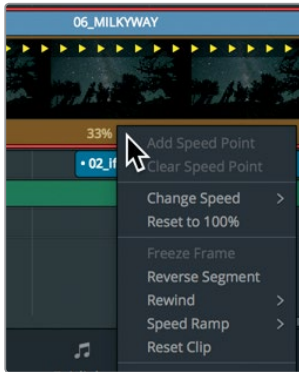 06_MILKYWAY
33%
• 02_if
Add Speed Point
Clear Speed Point
Change Speed >
Reset to 100%
Freeze Frame
Reverse Segment
Rewind >
Speed Ramp >
Reset Clip